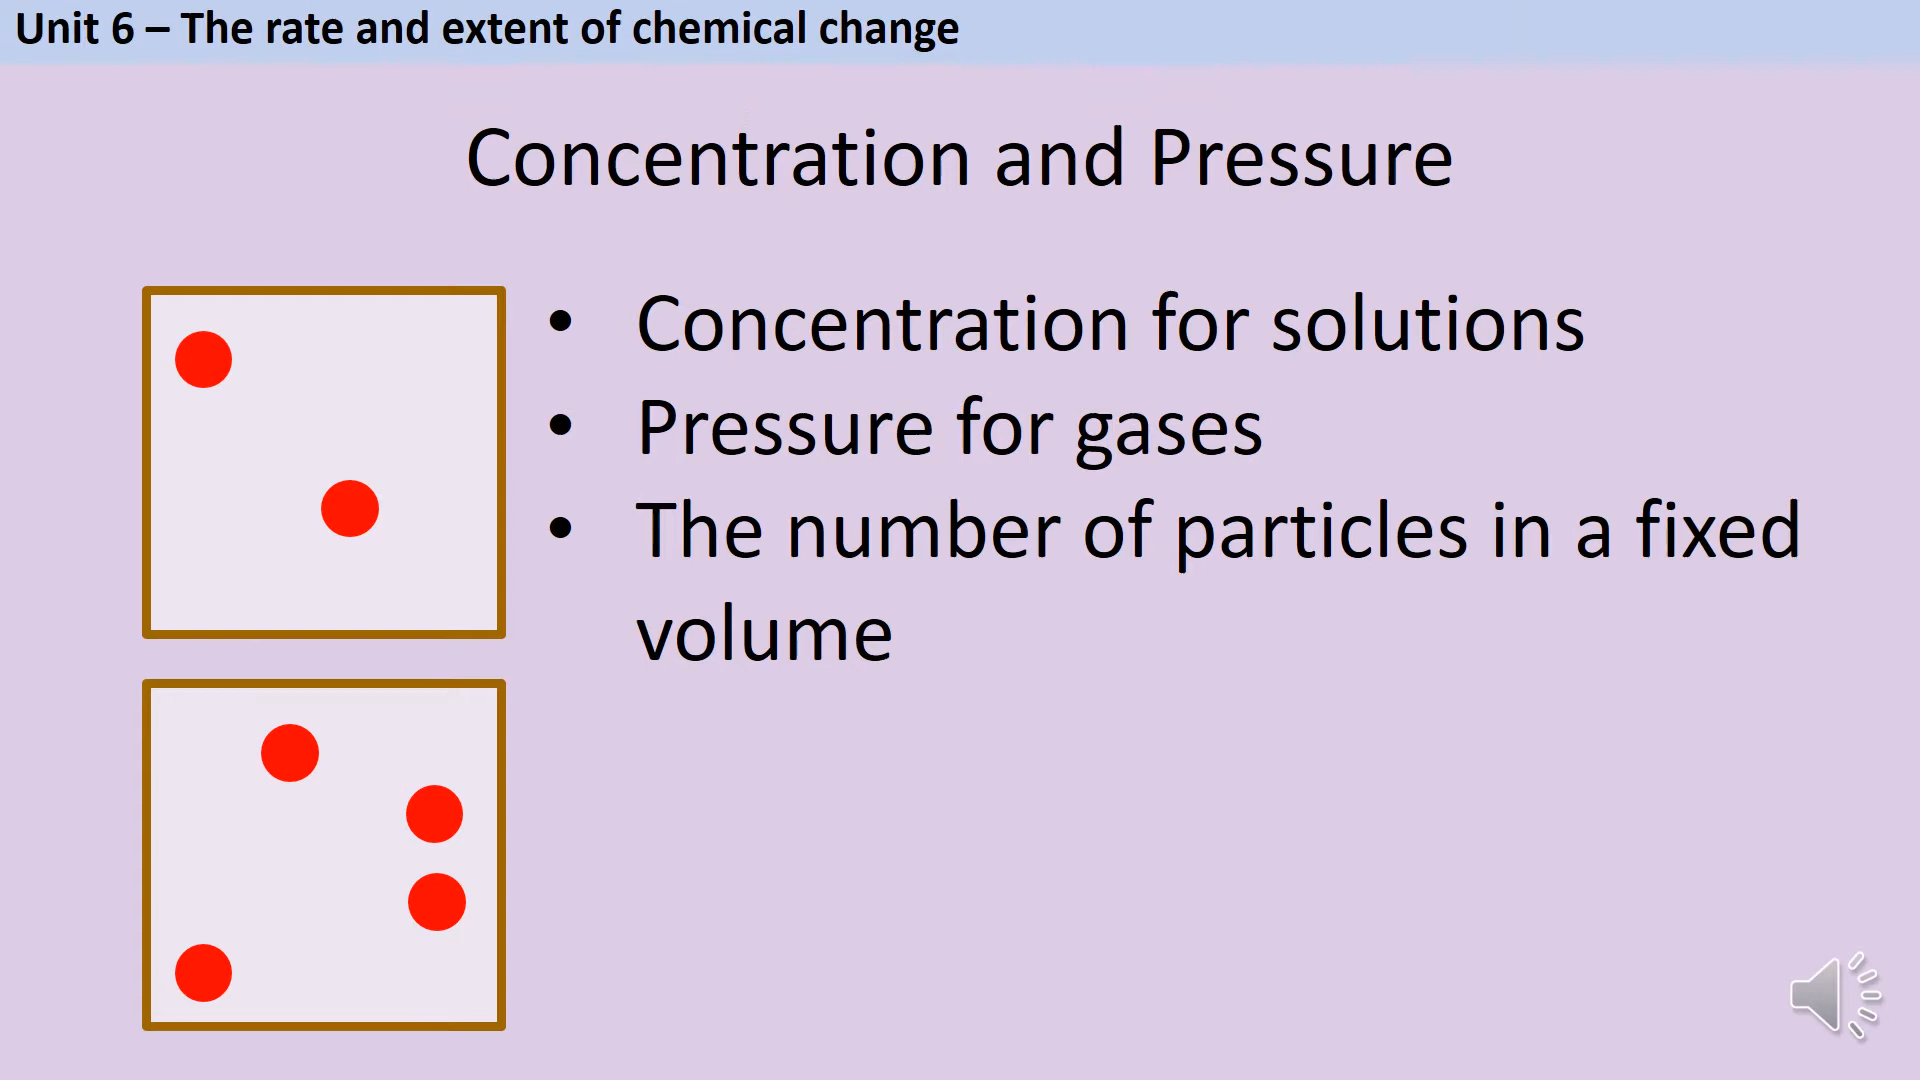 Unit 6 – The rate and extent of chemical change
Concentration and Pressure
• Concentration for solutions
• Pressure for gases
• The number of particles in a fixed
volume